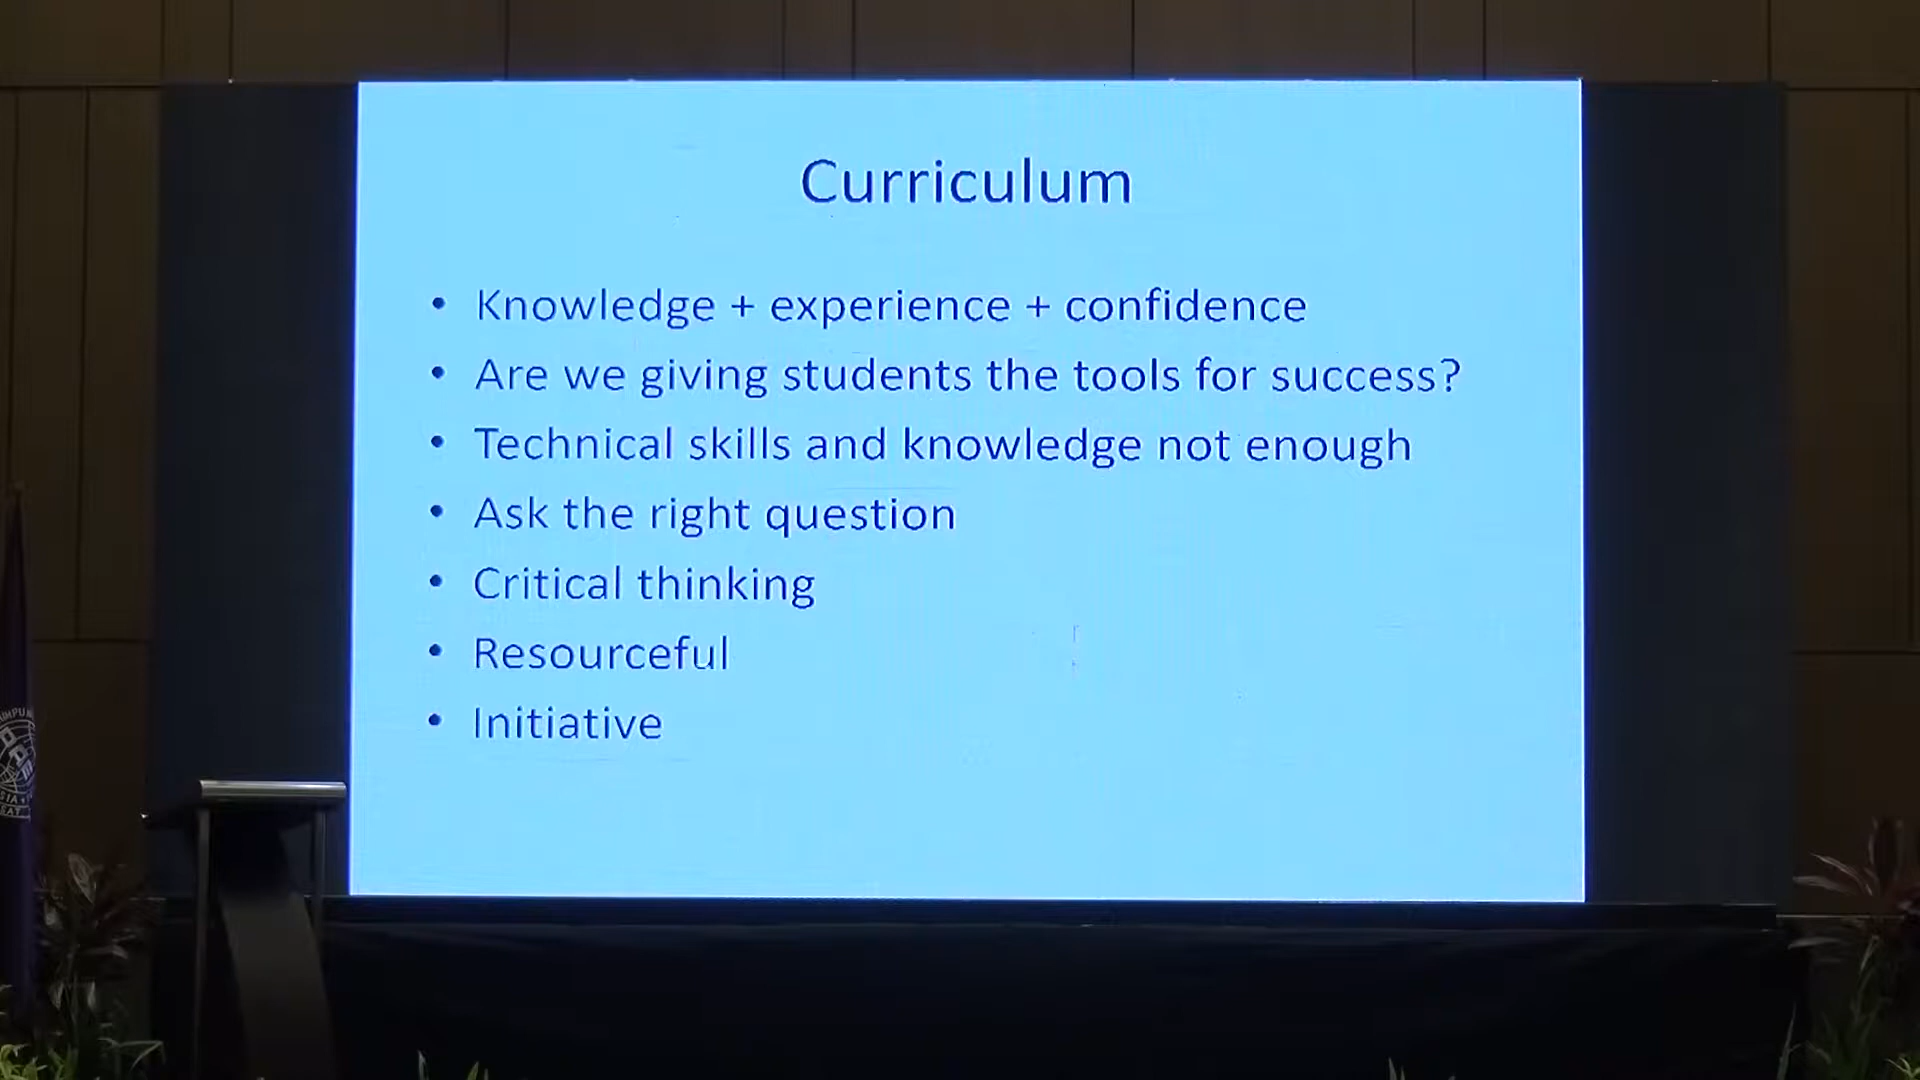 Curriculum
• Knowledge + experience + confidence
• Are we giving students the tools for success?
• Technical skills and knowledge not enough
• Ask the right question
• Critical thinking
• Resourceful
• Initiative